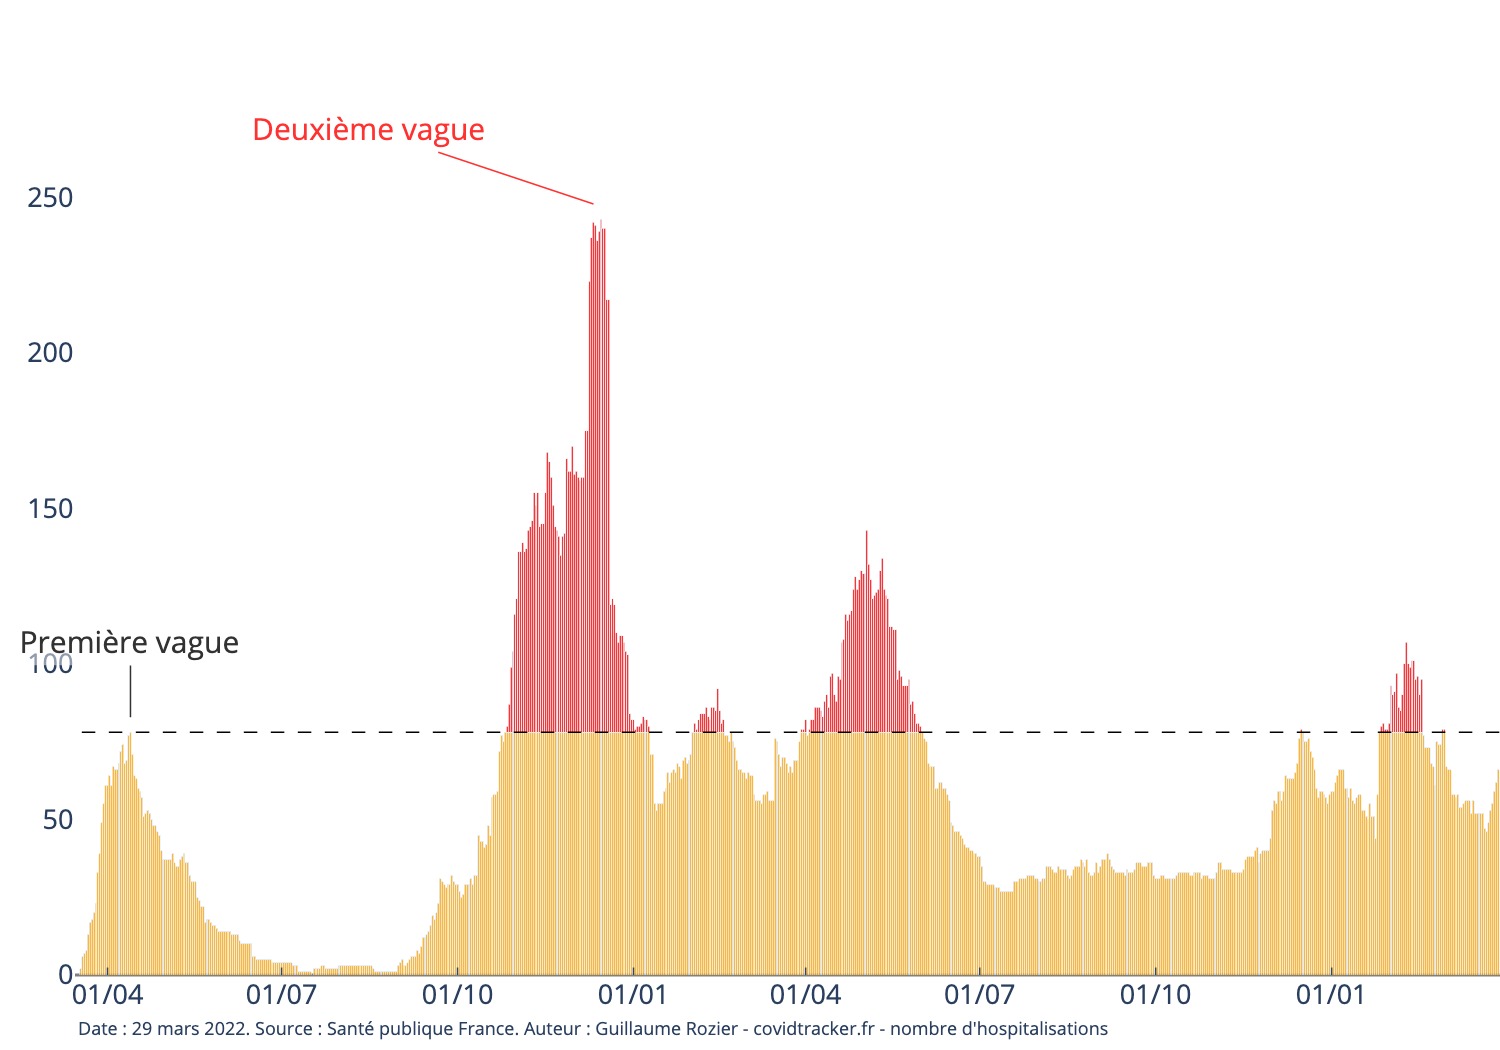 Deuxième vague
250
200
150
Première vague
100
50
0
01/04 01/07 01/10 01/01 01/04 01/07 01/10 01/01
Date : 29 mars 2022. Source : Santé publique France. Auteur : Guillaume Rozier - covidtracker.fr - nombre d'hospitalisations